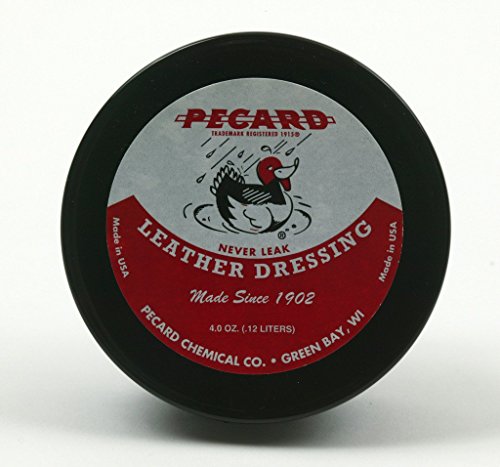 PECARD
TRADEMARK REGISTERED 1915®
®
NEVER LEAK
LEATHER DRESSING
Made in USA
Made in USA
Made Since 1902
4.0 OZ. (.12 LITERS)
PECARD CHEMICAL CO. • GREEN BAY, WI